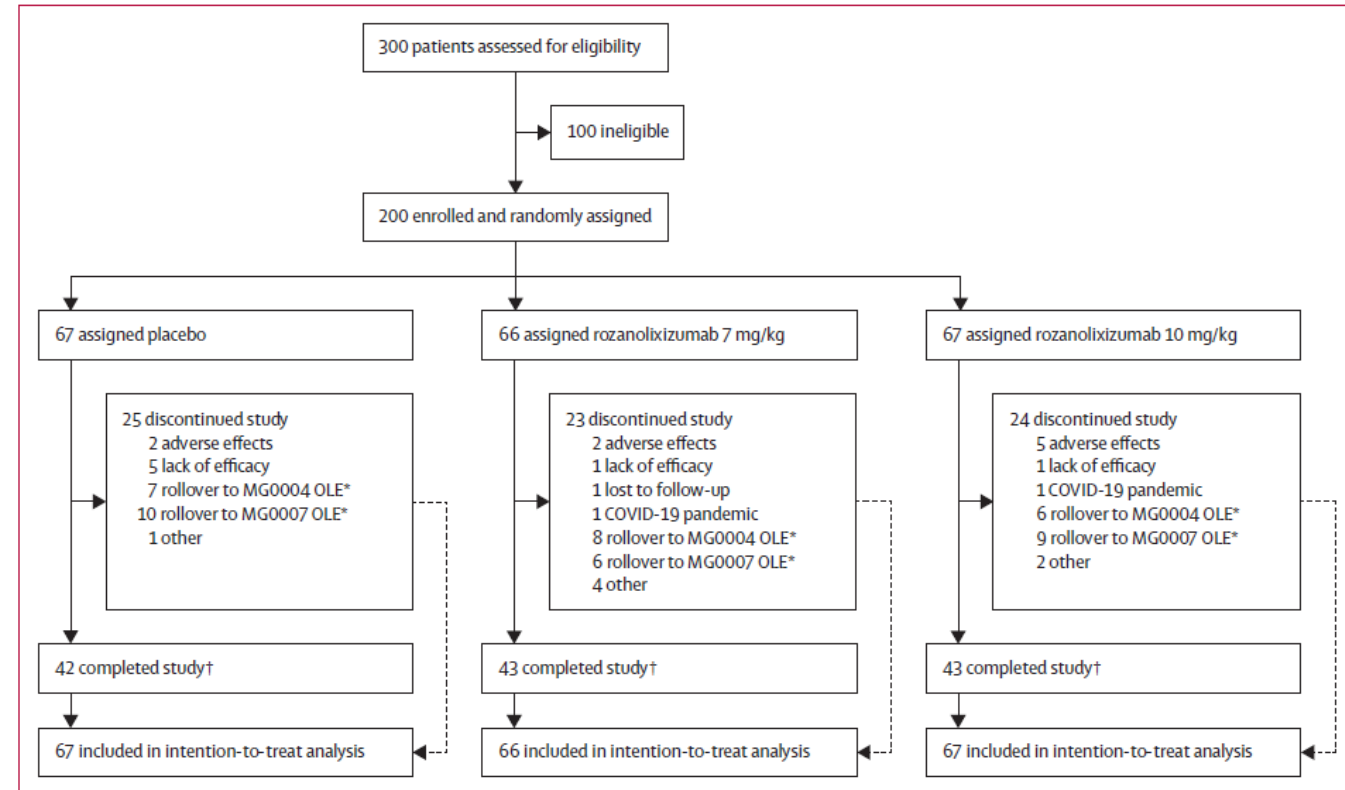 300 patients assessed for eligibility
100 ineligible
200 enrolled and randomly assigned
67 assigned placebo
66 assigned rozanolixizumab 7 mg/kg
67 assigned rozanolixizumab 10 mg/kg
25 discontinued study
2 adverse effects
5 lack of efficacy
7 rollover to MG0004 OLE*
10 rollover to MG0007 OLE*
1 other
23 discontinued study
2 adverse effects
1 lack of efficacy
1 lost to follow-up
1 COVID-19 pandemic
8 rollover to MG0004 OLE*
6 rollover to MG0007 OLE*
4 other
24 discontinued study
5 adverse effects
1 lack of efficacy
1 COVID-19 pandemic
6 rollover to MG0004 OLE*
9 rollover to MG0007 OLE*
2 other
42 completed study†
43 completed study†
43 completed study†
67 included in intention-to-treat analysis
66 included in intention-to-treat analysis
67 included in intention-to-treat analysis